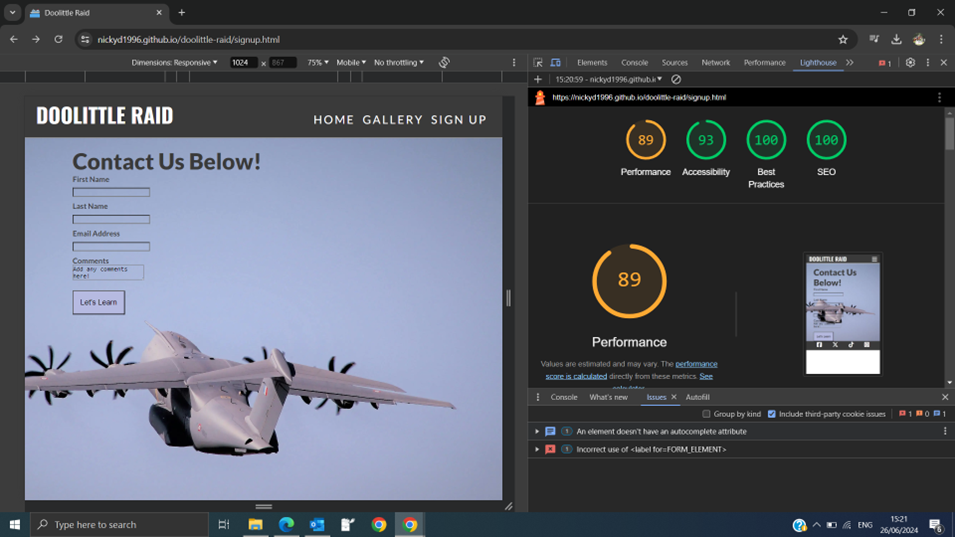 Doolittle Raid
nickyd1996.github.io/doolittle-raid/signup.html
Dimensions: Responsive 1024 × 867 75% Mobile No throttling
Elements Console Sources Network Performance Lighthouse 1
15:20:59 - nickyd1996.github.i
https://nickyd1996.github.io/doolittle-raid/signup.html
DOOLITTLE RAID
HOME GALLERY SIGN UP
Contact Us Below!
First Name
Last Name
Email Address
Comments
Add any comments
here!
Let's Learn
89 93 100 100
Performance Accessibility Best
Practices SEO
89
Performance
Values are estimated and may vary. The performance
score is calculated directly from these metrics. See
calculator.
DOOLITTLE RAID
Contact Us
Below!
Console What's new Issues Autofill
Group by kind Include third-party cookie issues 1 0 1
1 An element doesn't have an autocomplete attribute
1 Incorrect use of <label for=FORM_ELEMENT>
Type here to search
ENG
15:21
26/06/2024
6